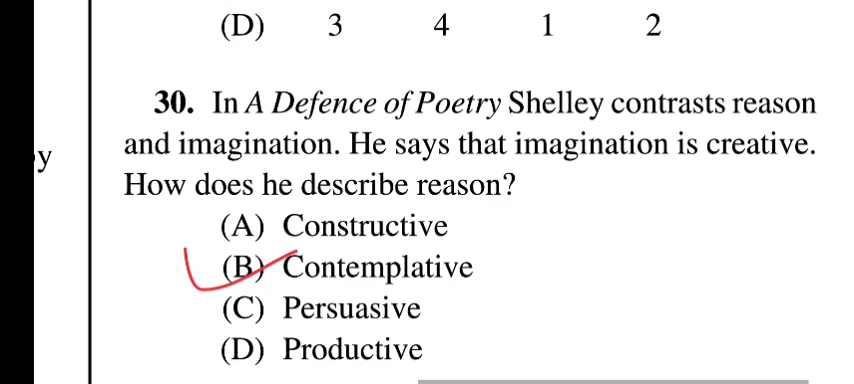 (D) 3 4 1 2
30. In A Defence of Poetry Shelley contrasts reason
and imagination. He says that imagination is creative.
y
How does he describe reason?
(A) Constructive
(B) Contemplative
(C) Persuasive
(D) Productive